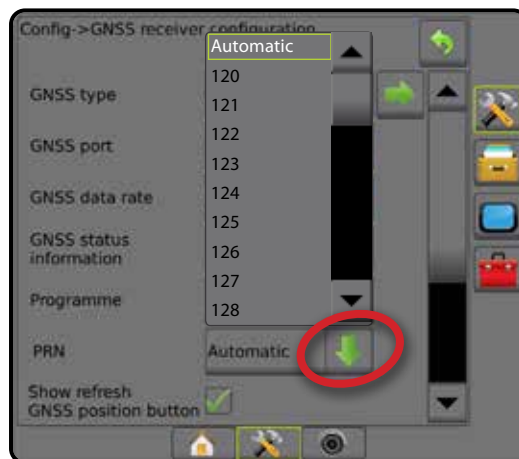 Config->GNSS receiver configuration
Automatic
120
121
122
123
124
125
126
127
128
GNSS type
GNSS port
GNSS data rate
GNSS status
information
Programme
PRN
Automatic
Show refresh
GNSS position button